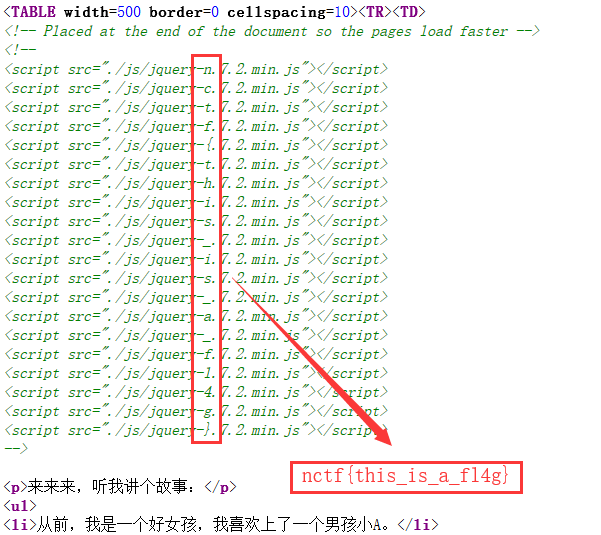 <TABLE width=500 border=0 cellspacing=10><TR><TD>
<!-- Placed at the end of the document so the pages load faster -->
<!--
<script src="./js/jquery-n.7.2.min.js"></script>
<script src="./js/jquery-c.7.2.min.js"></script>
<script src="./js/jquery-t.7.2.min.js"></script>
<script src="./js/jquery-f.7.2.min.js"></script>
<script src="./js/jquery-{.7.2.min.js"></script>
<script src="./js/jquery-t.7.2.min.js"></script>
<script src="./js/jquery-h.7.2.min.js"></script>
<script src="./js/jquery-i.7.2.min.js"></script>
<script src="./js/jquery-s.7.2.min.js"></script>
<script src="./js/jquery-_.7.2.min.js"></script>
<script src="./js/jquery-i.7.2.min.js"></script>
<script src="./js/jquery-s.7.2.min.js"></script>
<script src="./js/jquery-_.7.2.min.js"></script>
<script src="./js/jquery-a.7.2.min.js"></script>
<script src="./js/jquery-_.7.2.min.js"></script>
<script src="./js/jquery-f.7.2.min.js"></script>
<script src="./js/jquery-l.7.2.min.js"></script>
<script src="./js/jquery-4.7.2.min.js"></script>
<script src="./js/jquery-g.7.2.min.js"></script>
<script src="./js/jquery-}.7.2.min.js"></script>
-->
nctf{this_is_a_fl4g}
<p>来来来，听我讲个故事：</p>
<ul>
<li>从前，我是一个好女孩，我喜欢上了一个男孩小A。</li>